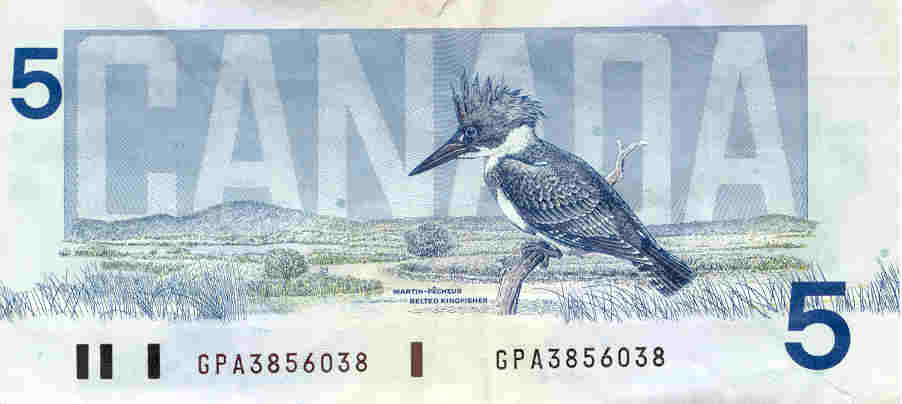 5
CANADA
MARTIN-PÊCHEUR
BELTED KINGFISHER
5
GPA3856038 GPA3856038